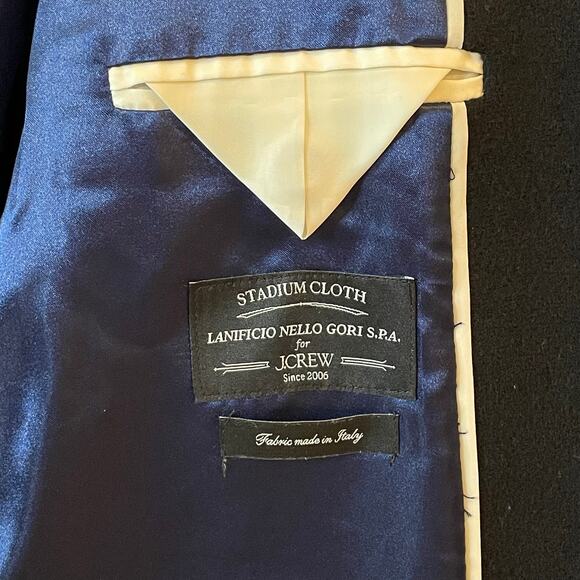 STADIUM CLOTH
LANIFICIO NELLO GORI S.P.A.
for
J.CREW
Since 2006
Fabric made in Italy